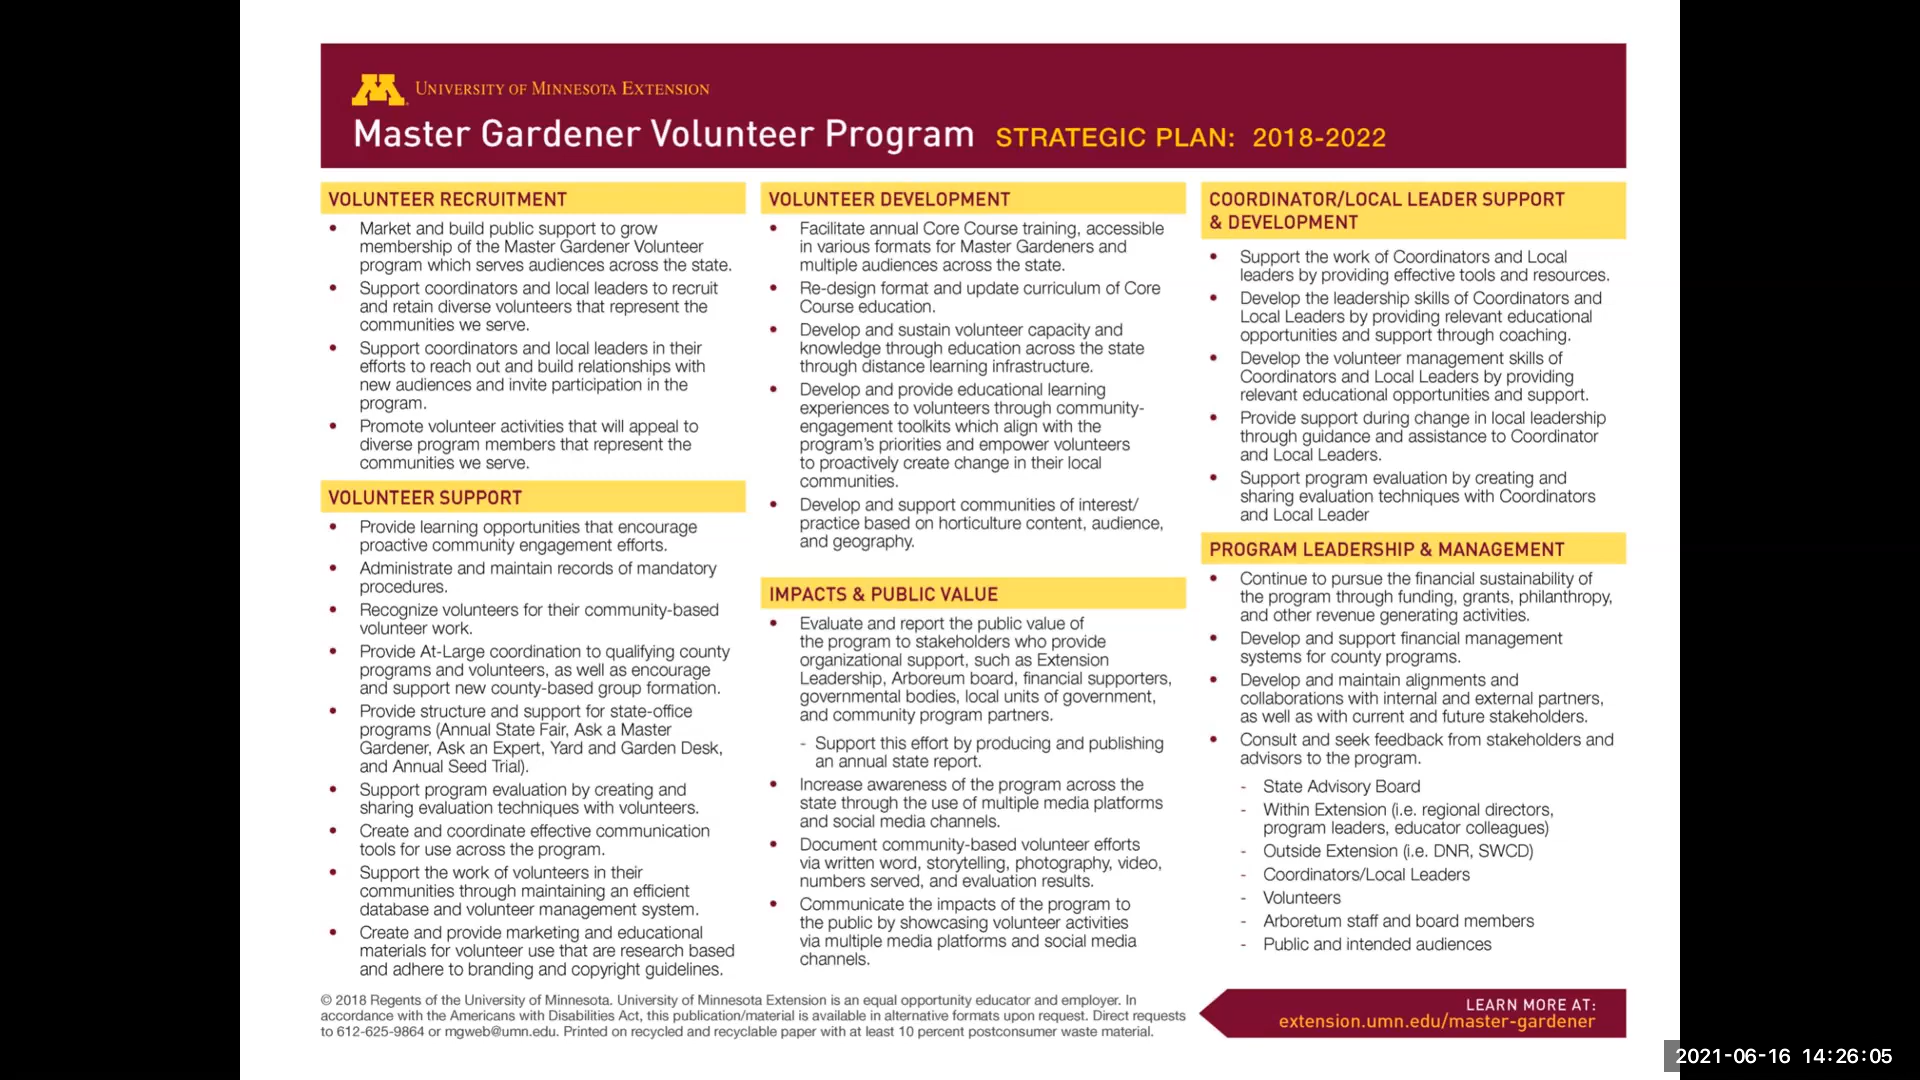 UNIVERSITY OF MINNESOTA EXTENSION
Master Gardener Volunteer Program STRATEGIC PLAN: 2018-2022
VOLUNTEER RECRUITMENT
• Market and build public support to grow
membership of the Master Gardener Volunteer
program which serves audiences across the state.
• Support coordinators and local leaders to recruit
and retain diverse volunteers that represent the
communities we serve.
• Support coordinators and local leaders in their
efforts to reach out and build relationships with
new audiences and invite participation in the
program.
• Promote volunteer activities that will appeal to
diverse program members that represent the
communities we serve.
VOLUNTEER SUPPORT
• Provide learning opportunities that encourage
proactive community engagement efforts.
• Administrate and maintain records of mandatory
procedures.
• Recognize volunteers for their community-based
volunteer work.
• Provide At-Large coordination to qualifying county
programs and volunteers, as well as encourage
and support new county-based group formation.
• Provide structure and support for state-office
programs (Annual State Fair, Ask a Master
Gardener, Ask an Expert, Yard and Garden Desk,
and Annual Seed Trial).
• Support program evaluation by creating and
sharing evaluation techniques with volunteers.
• Create and coordinate effective communication
tools for use across the program.
• Support the work of volunteers in their
communities through maintaining an efficient
database and volunteer management system.
• Create and provide marketing and educational
materials for volunteer use that are research based
and adhere to branding and copyright guidelines.
VOLUNTEER DEVELOPMENT
• Facilitate annual Core Course training, accessible
in various formats for Master Gardeners and
multiple audiences across the state.
• Re-design format and update curriculum of Core
Course education.
• Develop and sustain volunteer capacity and
knowledge through education across the state
through distance learning infrastructure.
• Develop and provide educational learning
experiences to volunteers through community-
engagement toolkits which align with the
program's priorities and empower volunteers
to proactively create change in their local
communities.
• Develop and support communities of interest/
practice based on horticulture content, audience,
and geography.
IMPACTS & PUBLIC VALUE
• Evaluate and report the public value of
the program to stakeholders who provide
organizational support, such as Extension
Leadership, Arboreum board, financial supporters,
governmental bodies, local units of government,
and community program partners.
- Support this effort by producing and publishing
an annual state report.
• Increase awareness of the program across the
state through the use of multiple media platforms
and social media channels.
• Document community-based volunteer efforts
via written word, storytelling, photography, video,
numbers served, and evaluation results.
• Communicate the impacts of the program to
the public by showcasing volunteer activities
via multiple media platforms and social media
channels.
COORDINATOR/LOCAL LEADER SUPPORT
& DEVELOPMENT
• Support the work of Coordinators and Local
leaders by providing effective tools and resources.
• Develop the leadership skills of Coordinators and
Local Leaders by providing relevant educational
opportunities and support through coaching.
• Develop the volunteer management skills of
Coordinators and Local Leaders by providing
relevant educational opportunities and support.
• Provide support during change in local leadership
through guidance and assistance to Coordinator
and Local Leaders.
• Support program evaluation by creating and
sharing evaluation techniques with Coordinators
and Local Leader
PROGRAM LEADERSHIP & MANAGEMENT
• Continue to pursue the financial sustainability of
the program through funding, grants, philanthropy,
and other revenue generating activities.
• Develop and support financial management
systems for county programs.
• Develop and maintain alignments and
collaborations with internal and external partners,
as well as with current and future stakeholders.
• Consult and seek feedback from stakeholders and
advisors to the program.
- State Advisory Board
- Within Extension (i.e. regional directors,
program leaders, educator colleagues)
- Outside Extension (i.e. DNR, SWCD)
- Coordinators/Local Leaders
- Volunteers
- Arboretum staff and board members
- Public and intended audiences
© 2018 Regents of the University of Minnesota. University of Minnesota Extension is an equal opportunity educator and employer. In
accordance with the Americans with Disabilities Act, this publication/material is available in alternative formats upon request. Direct requests
to 612-625-9864 or mgweb@umn.edu. Printed on recycled and recyclable paper with at least 10 percent postconsumer waste material.
LEARN MORE AT:
extension.umn.edu/master-gardener
2021-06-16 14:26:05